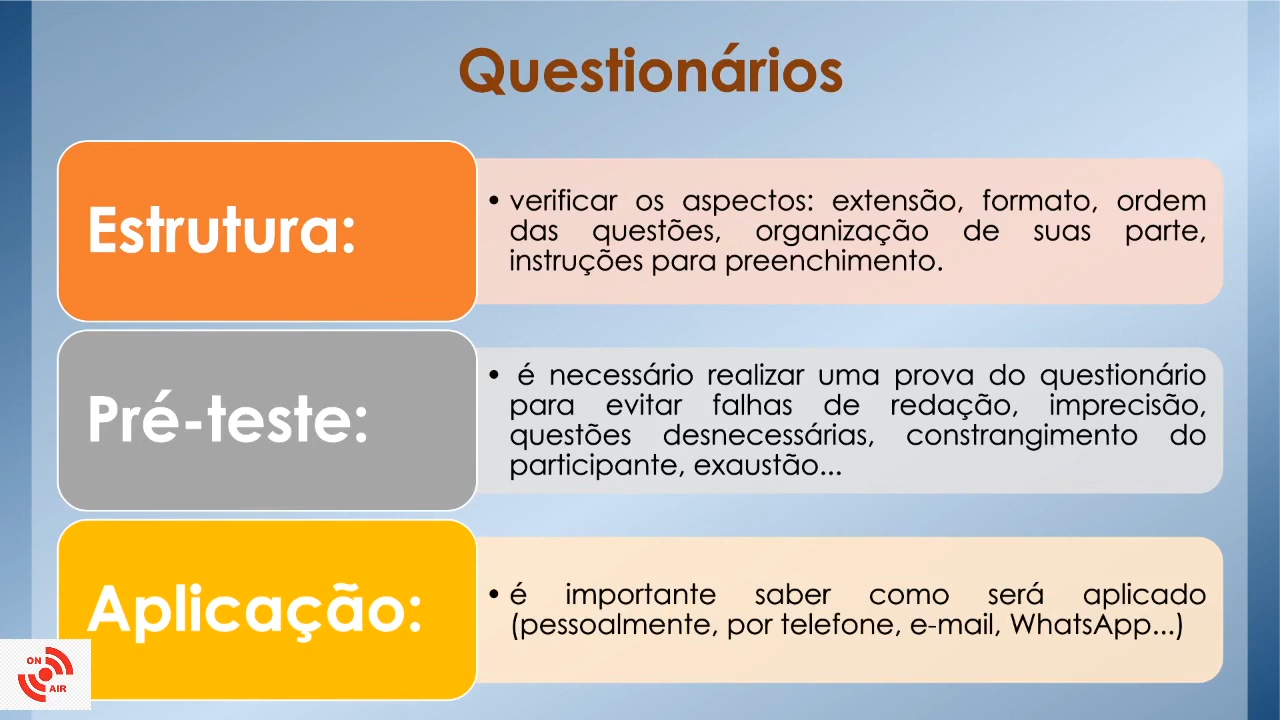 Questionários
Estrutura:
• verificar os aspectos: extensão, formato, ordem
das questões, organização de suas parte,
instruções para preenchimento.
Pré-teste:
• é necessário realizar uma prova do questionário
para evitar falhas de redação, imprecisão,
questões desnecessárias, constrangimento do
participante, exaustão...
Aplicação:
• é importante saber como será aplicado
(pessoalmente, por telefone, e-mail, WhatsApp...)
ON
AIR